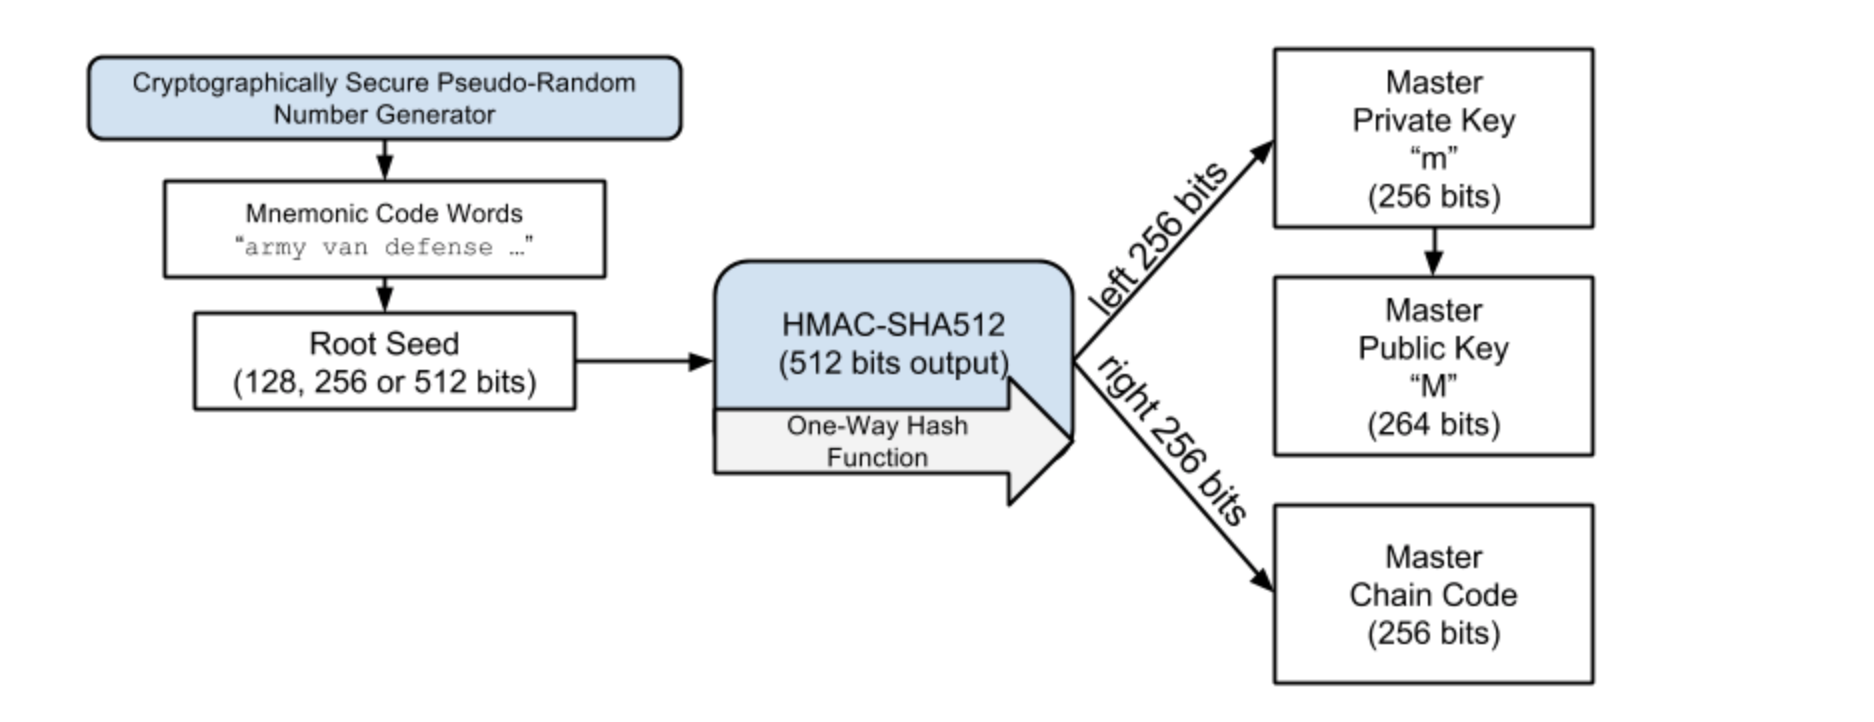 Cryptographically Secure Pseudo-Random
Number Generator
Mnemonic Code Words
“army van defense …”
Root Seed
(128, 256 or 512 bits)
HMAC-SHA512
(512 bits output)
One-Way Hash
Function
left 256 bits
right 256 bits
Master
Private Key
“m”
(256 bits)
Master
Public Key
“M”
(264 bits)
Master
Chain Code
(256 bits)